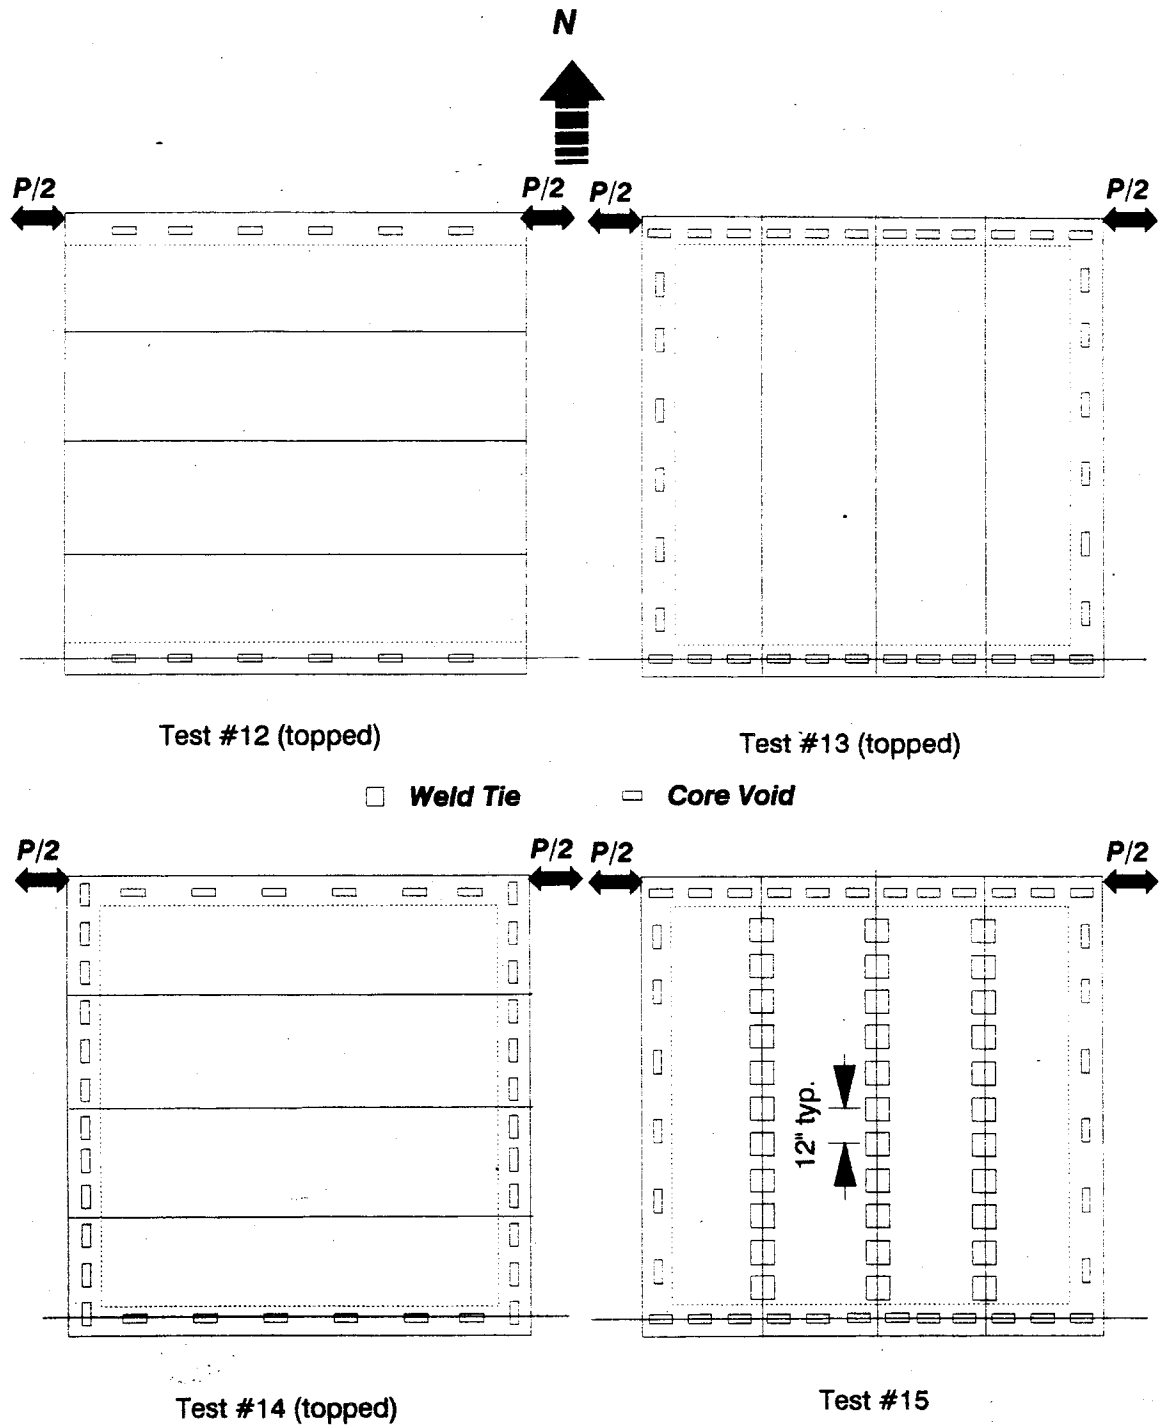 N
P/2 P/2 P/2 P/2
Test #12 (topped) Test #13 (topped)
Weld Tie Core Void
P/2 P/2 P/2 P/2
12" typ.
Test #14 (topped) Test #15